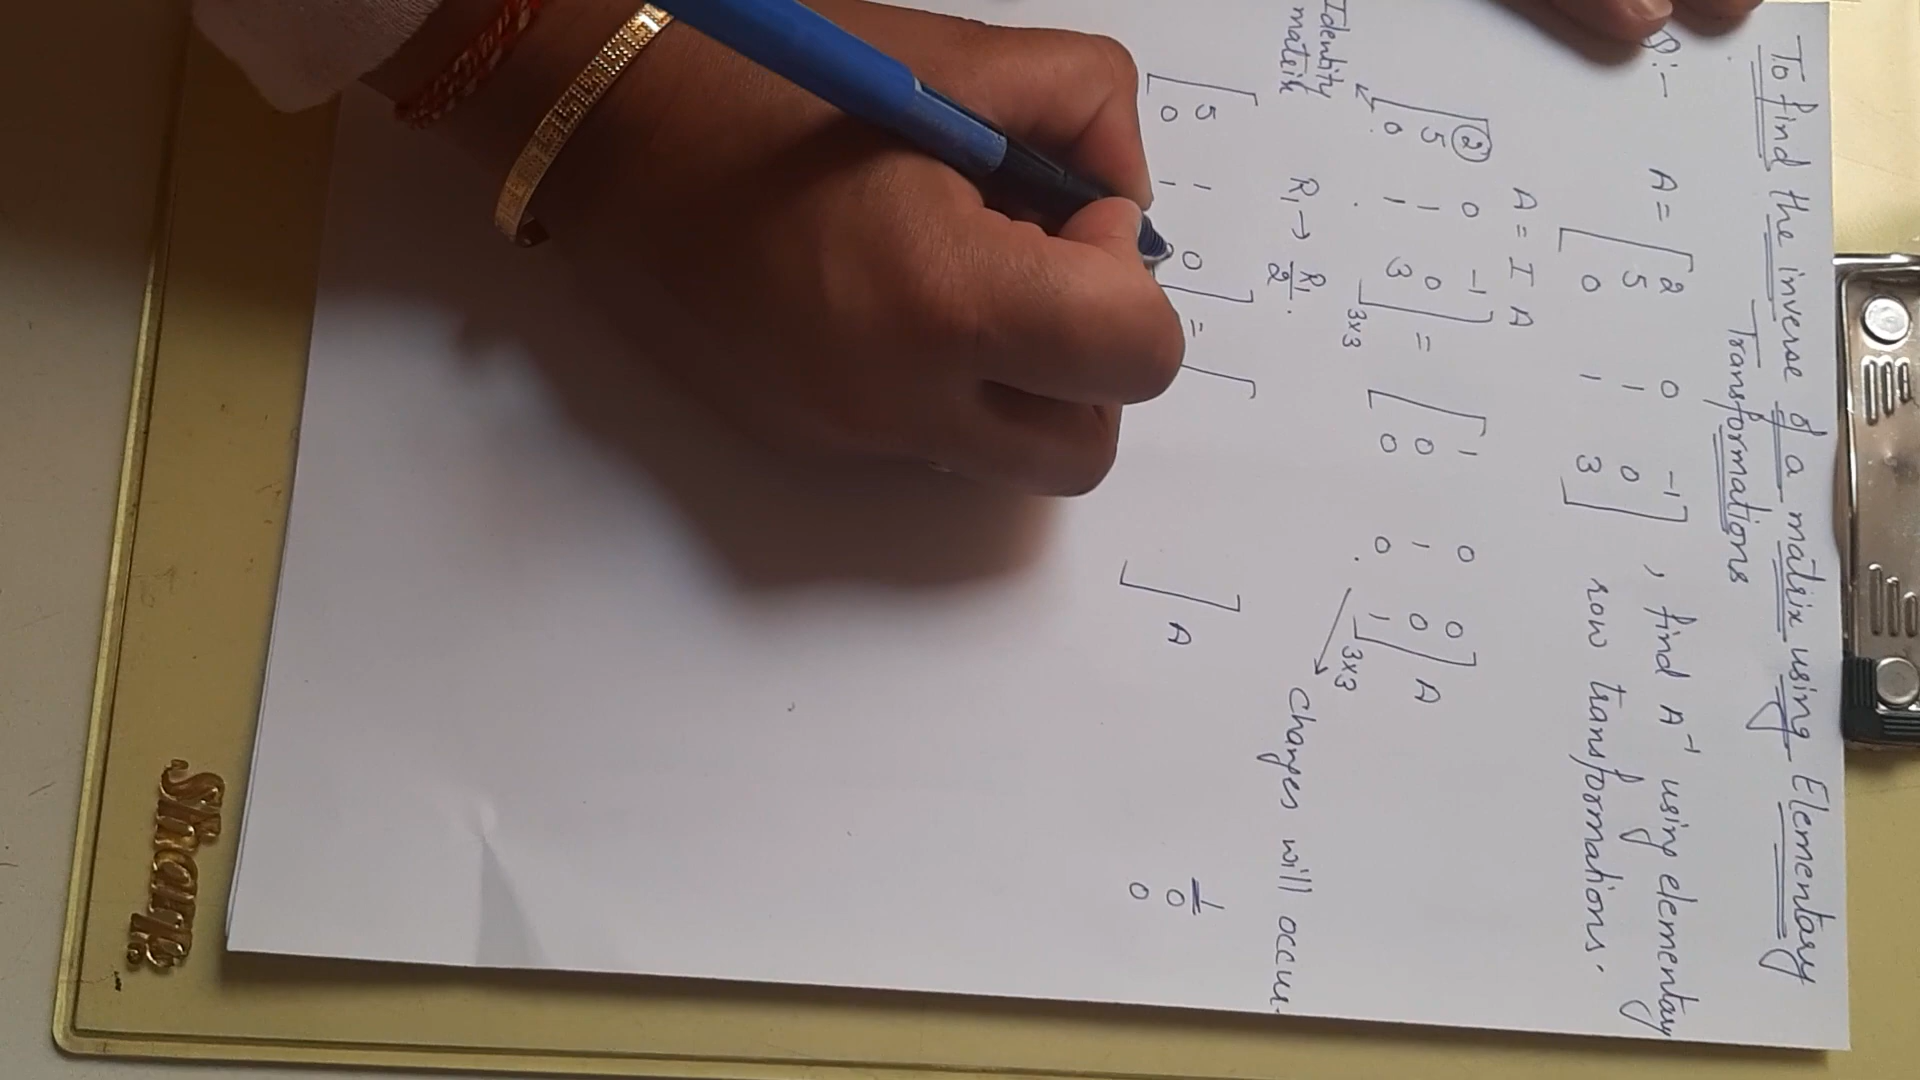 To find the inverse of a matrix using Elementary
Transformations
A = [ 2 0 -1 ] , find A⁻¹ using elementary
5 1 0
[ 0 1 3 ] row transformations.
A = I A
[ 2 0 -1 ] [ 1 0 0 ]
5 1 0 = 0 1 0 A
[ 0 1 3 ] 3x3 [ 0 0 1 ] 3x3
Identity
matrix
R₁ → R₁/2 .
changes will occur
[ 5 1 0 ] = [ ] A
0 1
1
0
0
Sharp